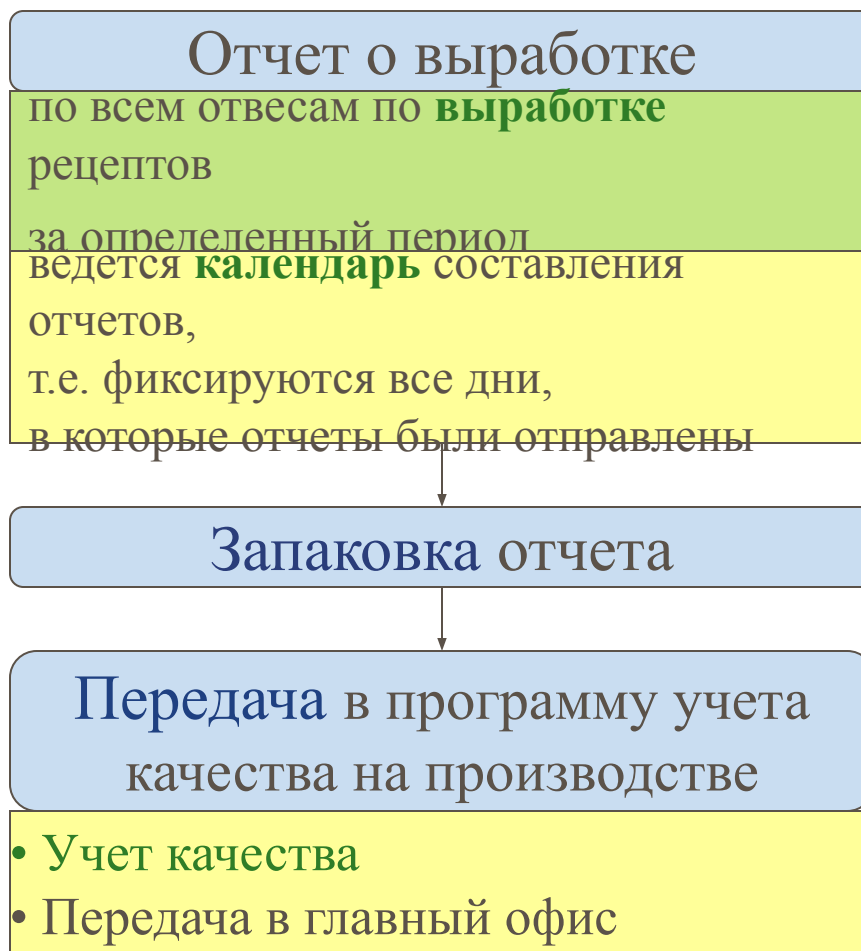 Отчет о выработке
по всем отвесам по выработке
рецептов
за определенный период
ведется календарь составления
отчетов,
т.е. фиксируются все дни,
в которые отчеты были отправлены
Запаковка отчета
Передача в программу учета
качества на производстве
• Учет качества
• Передача в главный офис